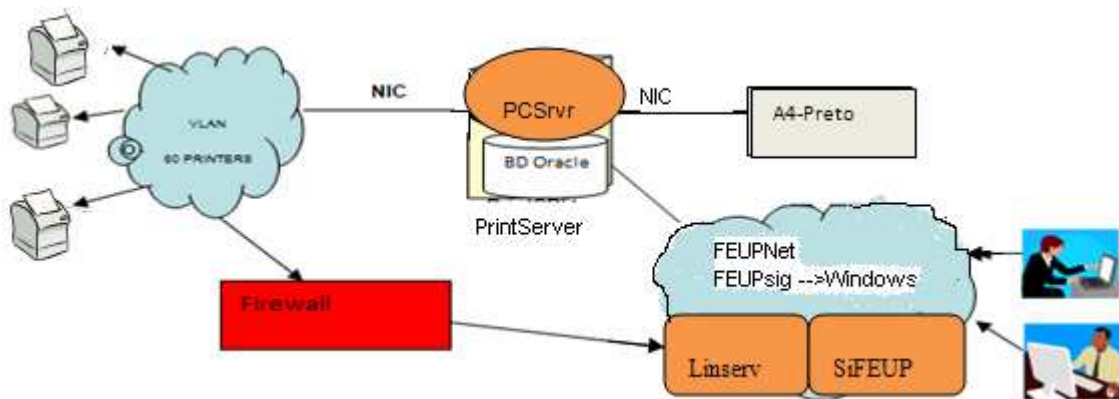 NIC
VLAN
60 PRINTERS
PCSrvr
BD Oracle
PrintServer
NIC
A4-Preto
FEUPNet
FEUPsig -->Windows
Firewall
Linserv
SiFEUP